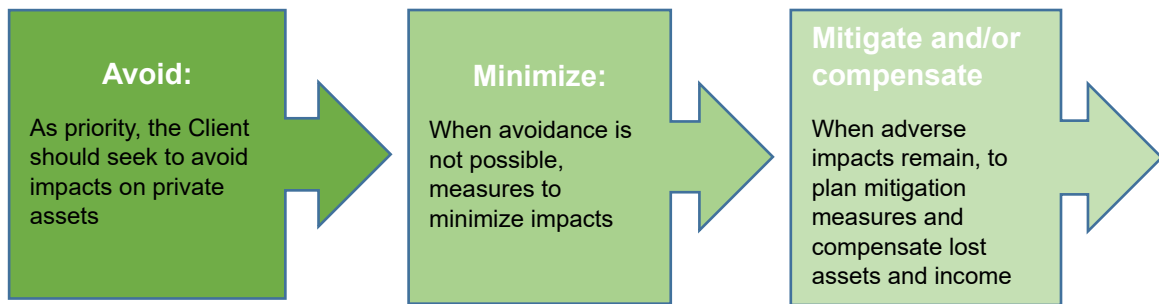 Avoid:
As priority, the Client
should seek to avoid
impacts on private
assets
Minimize:
When avoidance is
not possible,
measures to
minimize impacts
Mitigate and/or
compensate
When adverse
impacts remain, to
plan mitigation
measures and
compensate lost
assets and income